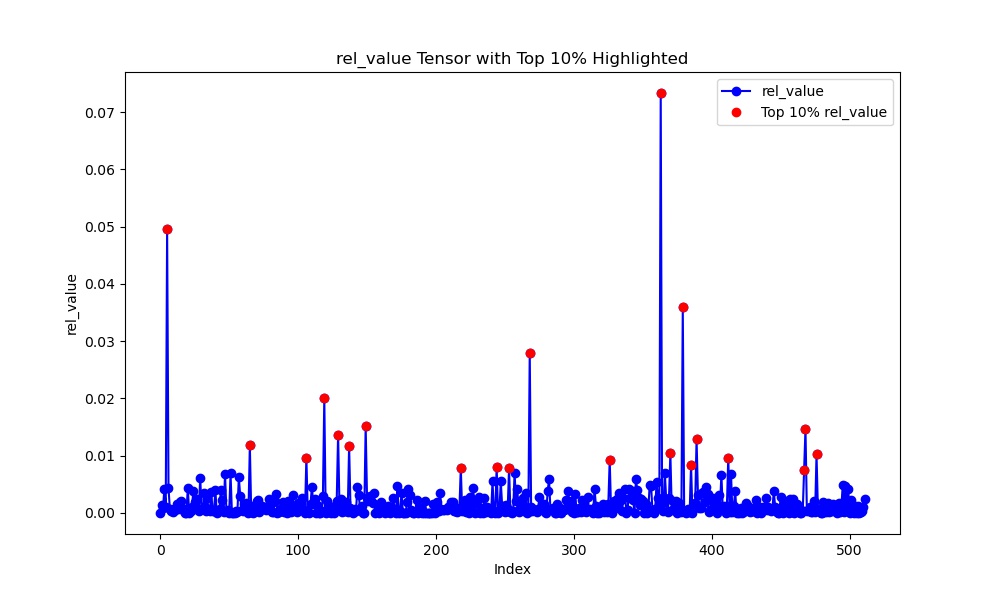 rel_value Tensor with Top 10% Highlighted
rel_value
Top 10% rel_value
0.07
0.06
0.05
0.04
0.03
0.02
0.01
0.00
rel_value
0
100
200
300
400
500
Index